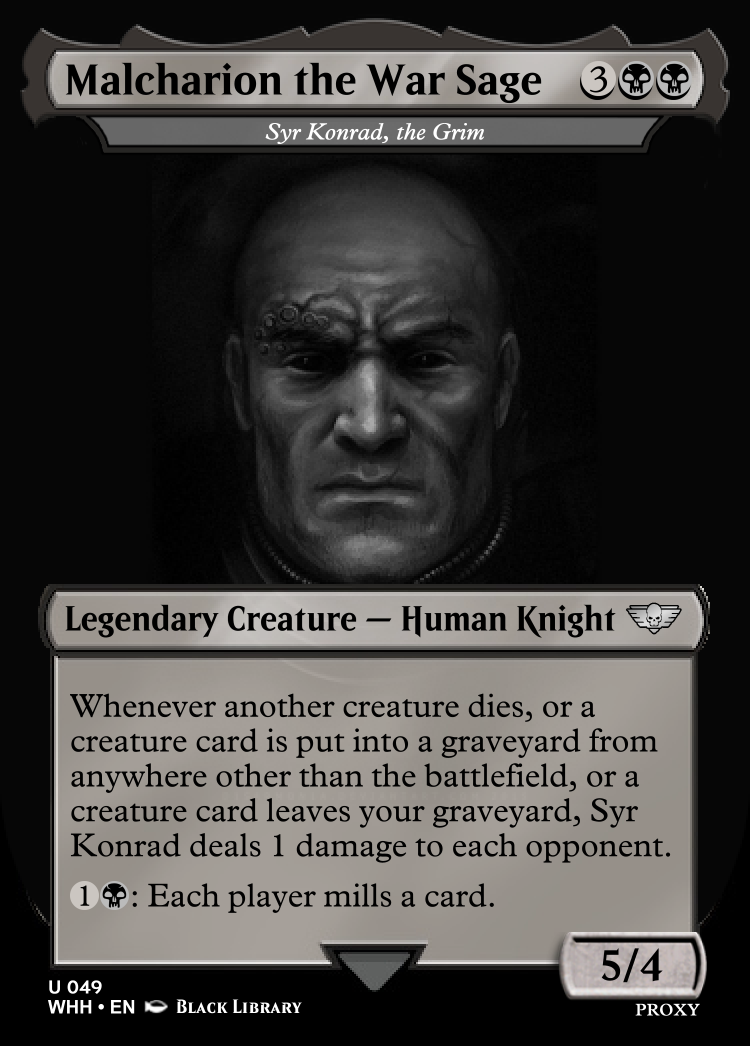 Malcharion the War Sage 3
Syr Konrad, the Grim
Legendary Creature — Human Knight
Whenever another creature dies, or a
creature card is put into a graveyard from
anywhere other than the battlefield, or a
creature card leaves your graveyard, Syr
Konrad deals 1 damage to each opponent.
1: Each player mills a card.
5/4
U 049
WHH • EN BLACK LIBRARY
PROXY